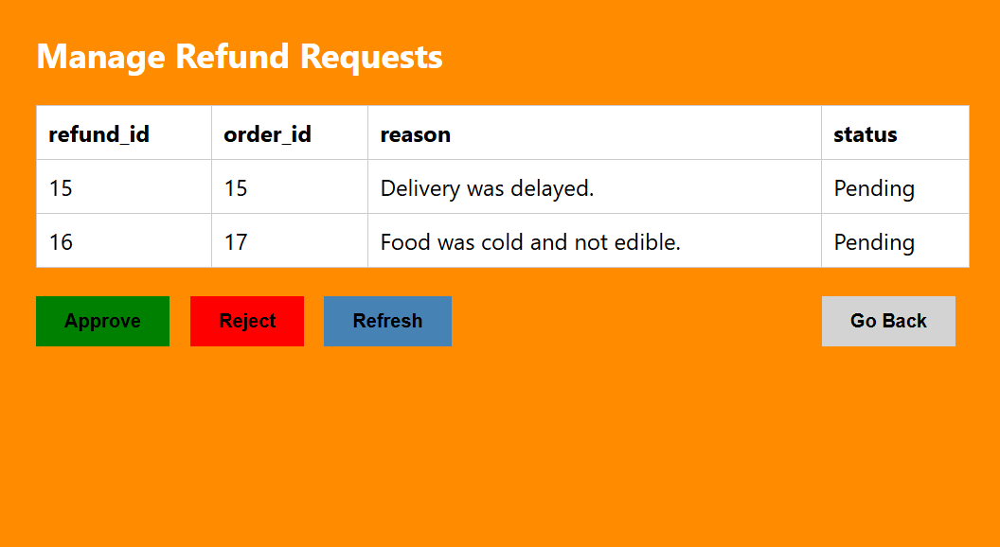 Manage Refund Requests
refund_id order_id reason status
15 15 Delivery was delayed. Pending
16 17 Food was cold and not edible. Pending
Approve Reject Refresh Go Back